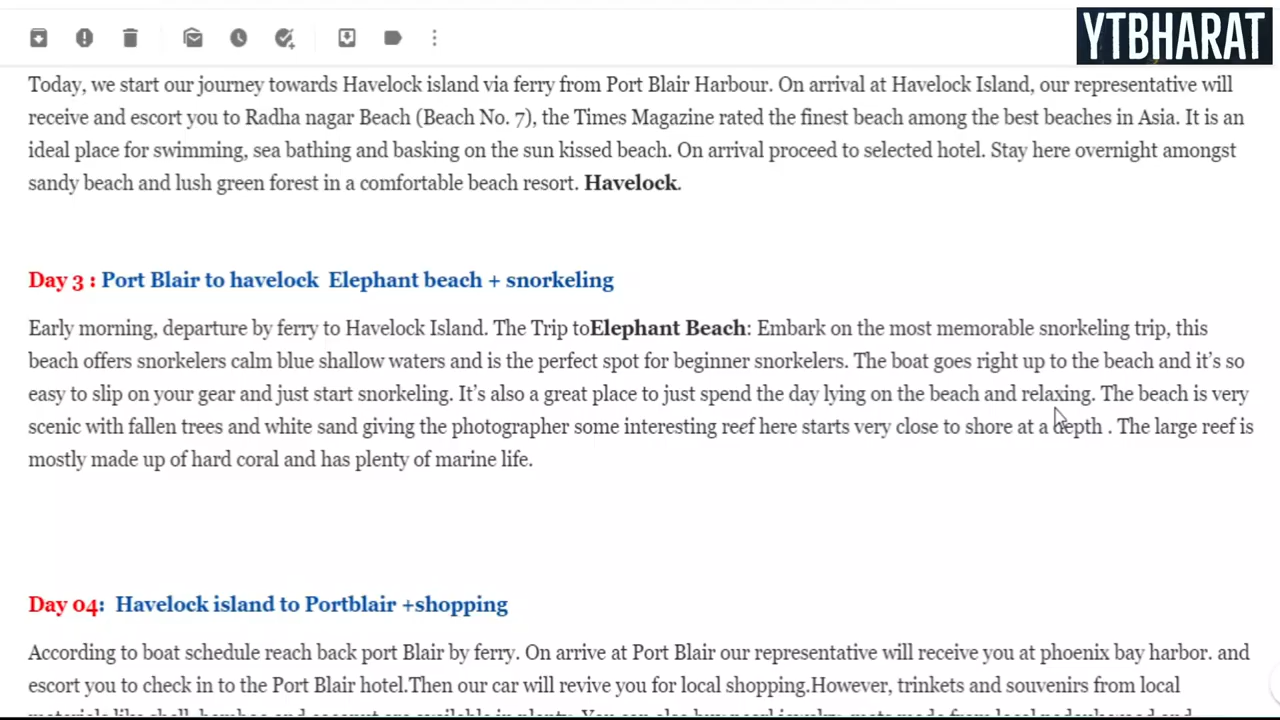 YTBHARAT
Today, we start our journey towards Havelock island via ferry from Port Blair Harbour. On arrival at Havelock Island, our representative will
receive and escort you to Radha nagar Beach (Beach No. 7), the Times Magazine rated the finest beach among the best beaches in Asia. It is an
ideal place for swimming, sea bathing and basking on the sun kissed beach. On arrival proceed to selected hotel. Stay here overnight amongst
sandy beach and lush green forest in a comfortable beach resort. Havelock.
Day 3 : Port Blair to havelock Elephant beach + snorkeling
Early morning, departure by ferry to Havelock Island. The Trip toElephant Beach: Embark on the most memorable snorkeling trip, this
beach offers snorkelers calm blue shallow waters and is the perfect spot for beginner snorkelers. The boat goes right up to the beach and it's so
easy to slip on your gear and just start snorkeling. It's also a great place to just spend the day lying on the beach and relaxing. The beach is very
scenic with fallen trees and white sand giving the photographer some interesting reef here starts very close to shore at a depth . The large reef is
mostly made up of hard coral and has plenty of marine life.
Day 04: Havelock island to Portblair +shopping
According to boat schedule reach back port Blair by ferry. On arrive at Port Blair our representative will receive you at phoenix bay harbor. and
escort you to check in to the Port Blair hotel.Then our car will revive you for local shopping.However, trinkets and souvenirs from local